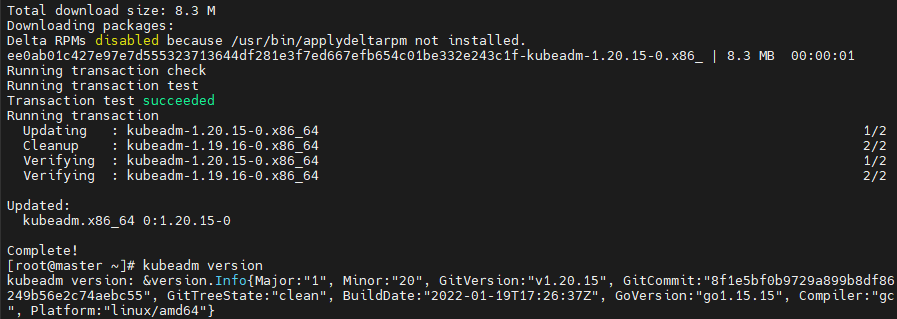 Total download size: 8.3 M
Downloading packages:
Delta RPMs disabled because /usr/bin/applydeltarpm not installed.
ee0ab01c427e97e7d555323713644df281e3f7ed667efb654c01be332e243c1f-kubeadm-1.20.15-0.x86_ | 8.3 MB  00:00:01
Running transaction check
Running transaction test
Transaction test succeeded
Running transaction
  Updating   : kubeadm-1.20.15-0.x86_64 1/2
  Cleanup    : kubeadm-1.19.16-0.x86_64 2/2
  Verifying  : kubeadm-1.20.15-0.x86_64 1/2
  Verifying  : kubeadm-1.19.16-0.x86_64 2/2
Updated:
  kubeadm.x86_64 0:1.20.15-0
Complete!
[root@master ~]# kubeadm version
kubeadm version: &version.Info{Major:"1", Minor:"20", GitVersion:"v1.20.15", GitCommit:"8f1e5bf0b9729a899b8df86
249b56e2c74aebc55", GitTreeState:"clean", BuildDate:"2022-01-19T17:26:37Z", GoVersion:"go1.15.15", Compiler:"gc
", Platform:"linux/amd64"}